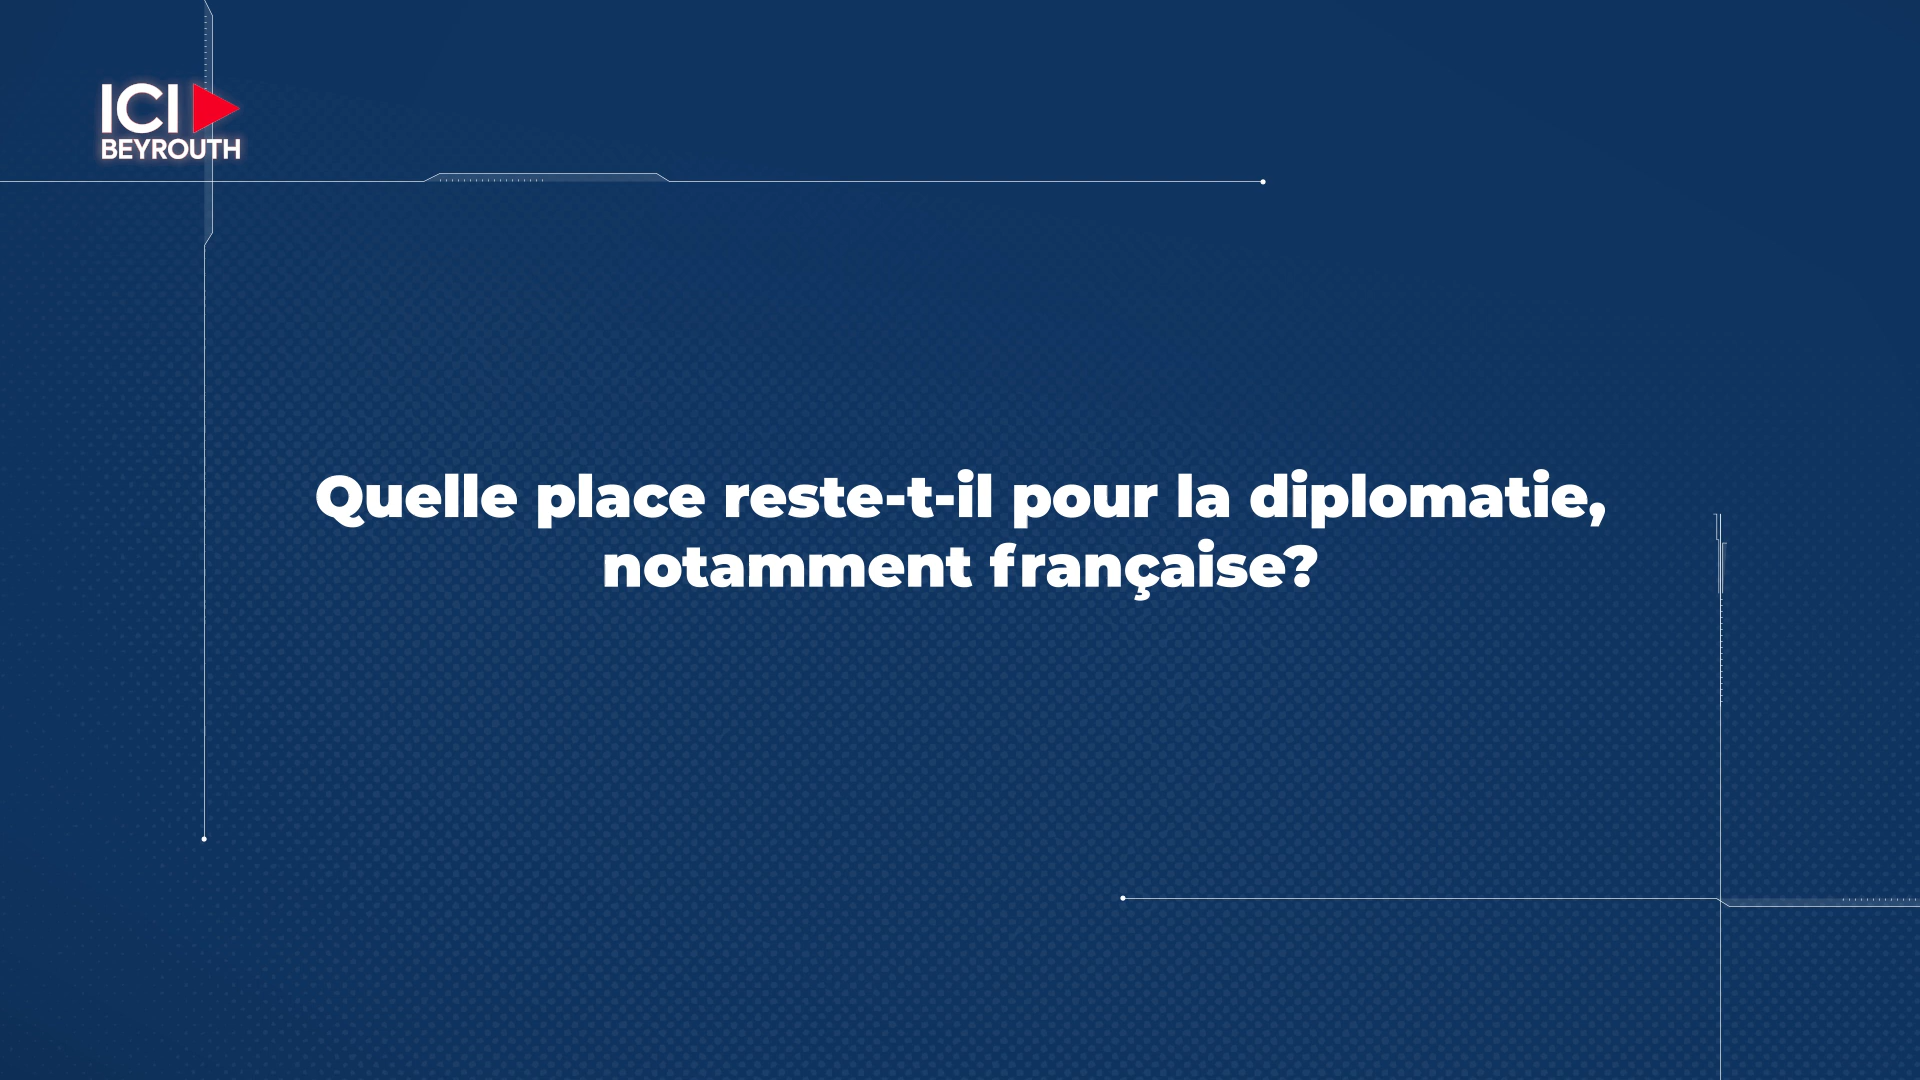 ICI
BEYROUTH
Quelle place reste-t-il pour la diplomatie,
notamment française?